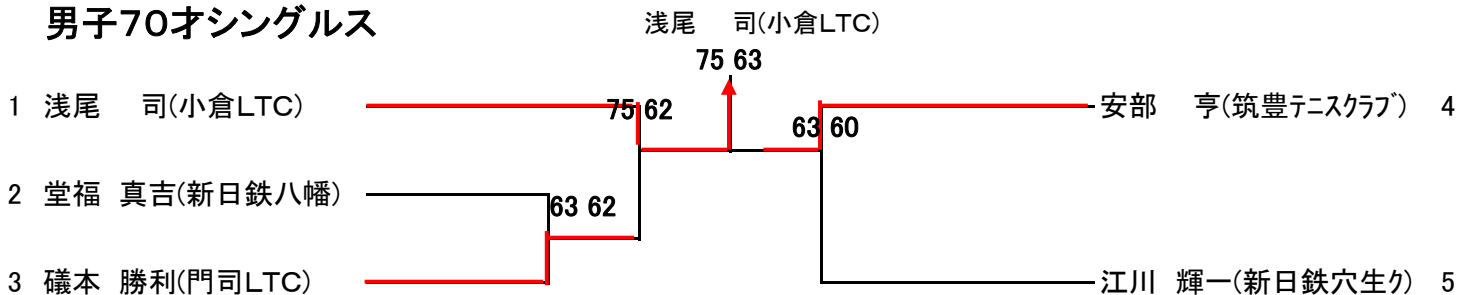 男子70才シングルス
浅尾 司(小倉LTC)
75 63
1 浅尾 司(小倉LTC)
75 62
63 60
安部 亨(筑豊テニスクラブ) 4
2 堂福 真吉(新日鉄八幡)
63 62
3 礒本 勝利(門司LTC)
江川 輝一(新日鉄穴生ク) 5